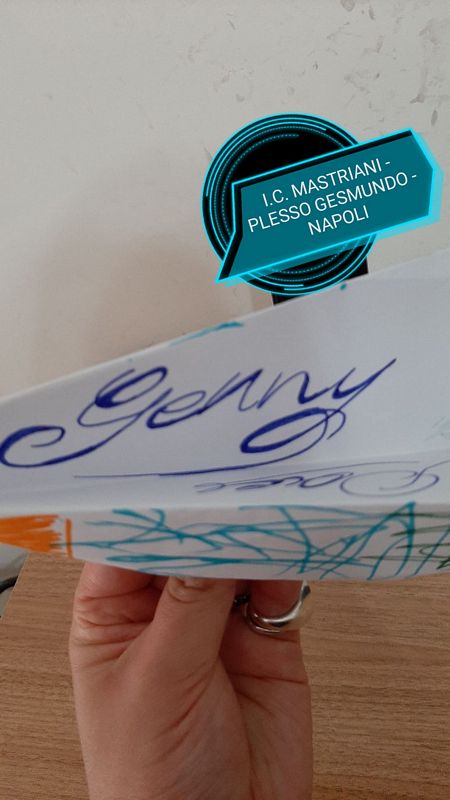 I.C. MASTRIANI -
PLESSO GESMUNDO -
NAPOLI
Genny